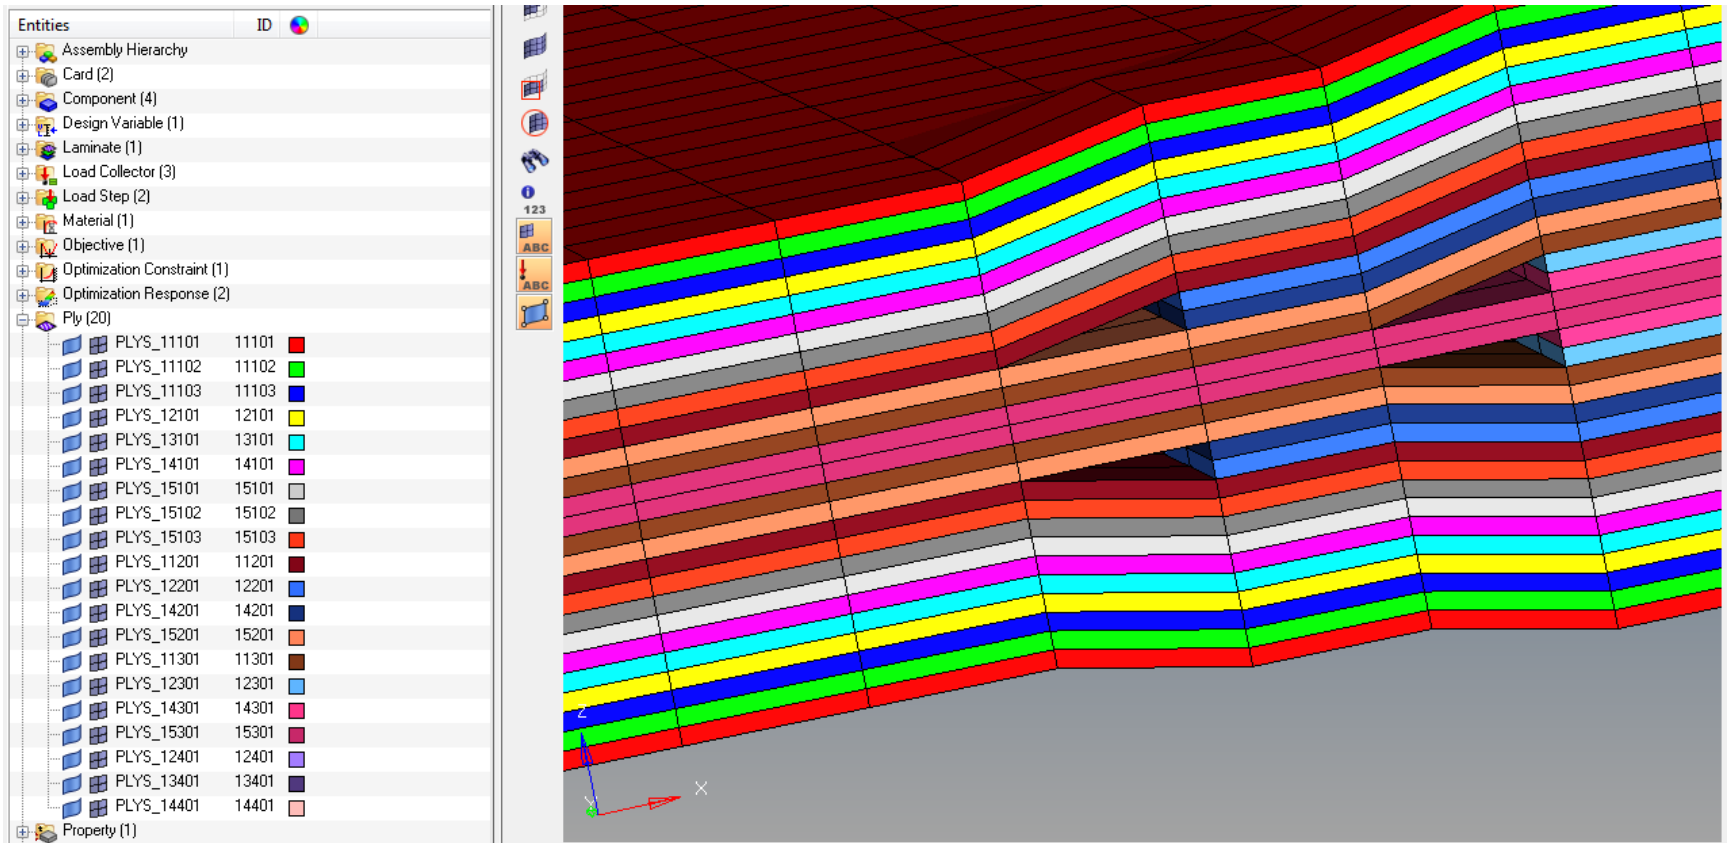 Entities ID
Assembly Hierarchy
Card (2)
Component (4)
Design Variable (1)
Laminate (1)
Load Collector (3)
Load Step (2)
Material (1)
Objective (1)
Optimization Constraint (1)
Optimization Response (2)
Ply (20)
PLYS_11101 11101
PLYS_11102 11102
PLYS_11103 11103
PLYS_12101 12101
PLYS_13101 13101
PLYS_14101 14101
PLYS_15101 15101
PLYS_15102 15102
PLYS_15103 15103
PLYS_11201 11201
PLYS_12201 12201
PLYS_14201 14201
PLYS_15201 15201
PLYS_11301 11301
PLYS_12301 12301
PLYS_14301 14301
PLYS_15301 15301
PLYS_12401 12401
PLYS_13401 13401
PLYS_14401 14401
Property (1)
123
ABC
ABC
Z
X
Y